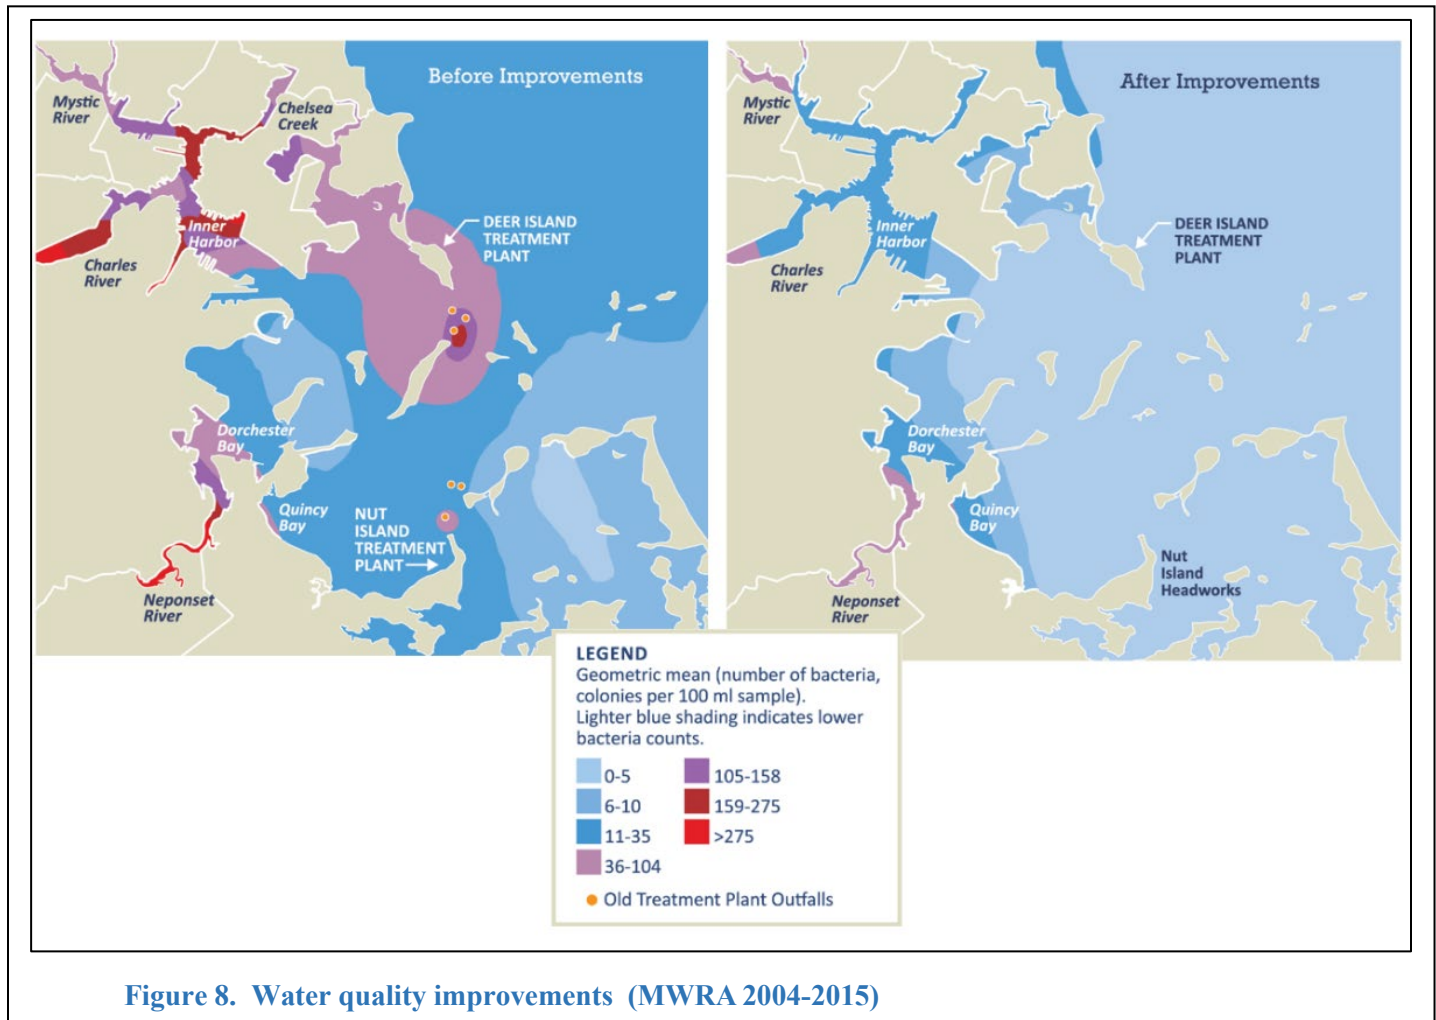 Before Improvements
Mystic
River
Chelsea
Creek
DEER ISLAND
TREATMENT
PLANT
Inner
Harbor
Charles
River
Dorchester
Bay
Quincy
Bay
NUT
ISLAND
TREATMENT
PLANT
Neponset
River
After Improvements
Mystic
River
DEER ISLAND
TREATMENT
PLANT
Inner
Harbor
Charles
River
Dorchester
Bay
Quincy
Bay
Nut
Island
Headworks
Neponset
River
LEGEND
Geometric mean (number of bacteria,
colonies per 100 ml sample).
Lighter blue shading indicates lower
bacteria counts.
0-5
6-10
11-35
36-104
105-158
159-275
>275
Old Treatment Plant Outfalls
Figure 8. Water quality improvements (MWRA 2004-2015)